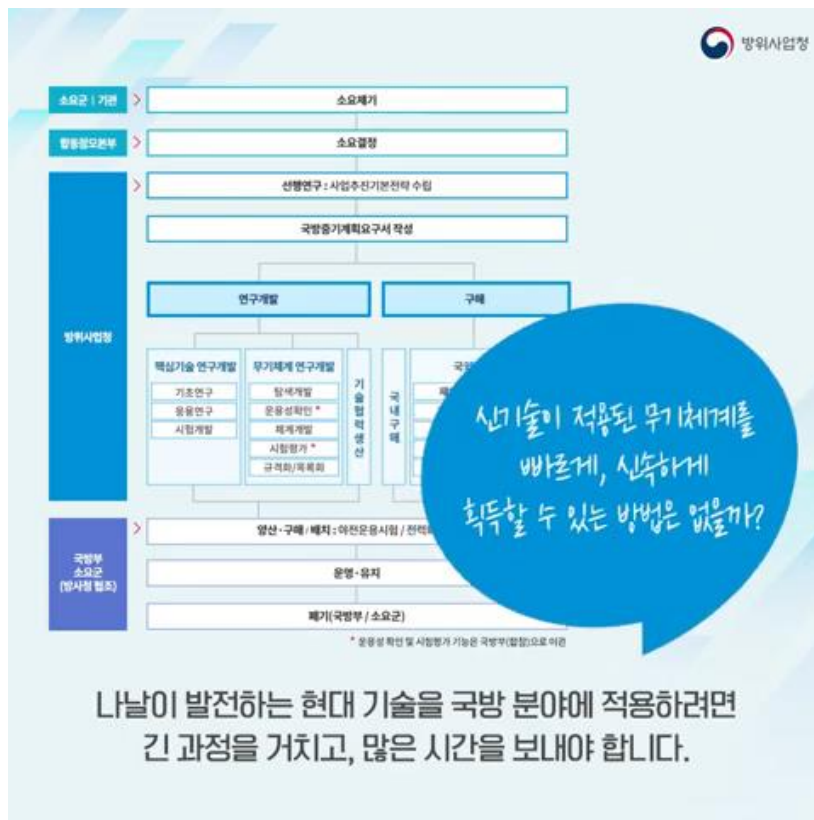 방위사업청
소요군 | 기관
소요제기
합동참모본부
소요결정
방위사업청
선행연구 : 사업추진기본전략 수립
국방중기계획요구서 작성
연구개발
구매
핵심기술 연구개발
기초연구
응용연구
시험개발
무기체계 연구개발
탐색개발
운용성확인 *
체계개발
시험평가 *
규격화/목록화
기술협력생산
국내구매
신기술이 적용된 무기체계를
빠르게, 신속하게
획득할 수 있는 방법은 없을까?
국방부
소요군
(방사청 협조)
양산 · 구매 / 배치 : 야전운용시험 / 전력
운영 · 유지
폐기(국방부 / 소요군)
* 운용성 확인 및 시험평가 기능은 국방부(합참)으로 이관
나날이 발전하는 현대 기술을 국방 분야에 적용하려면
긴 과정을 거치고, 많은 시간을 보내야 합니다.